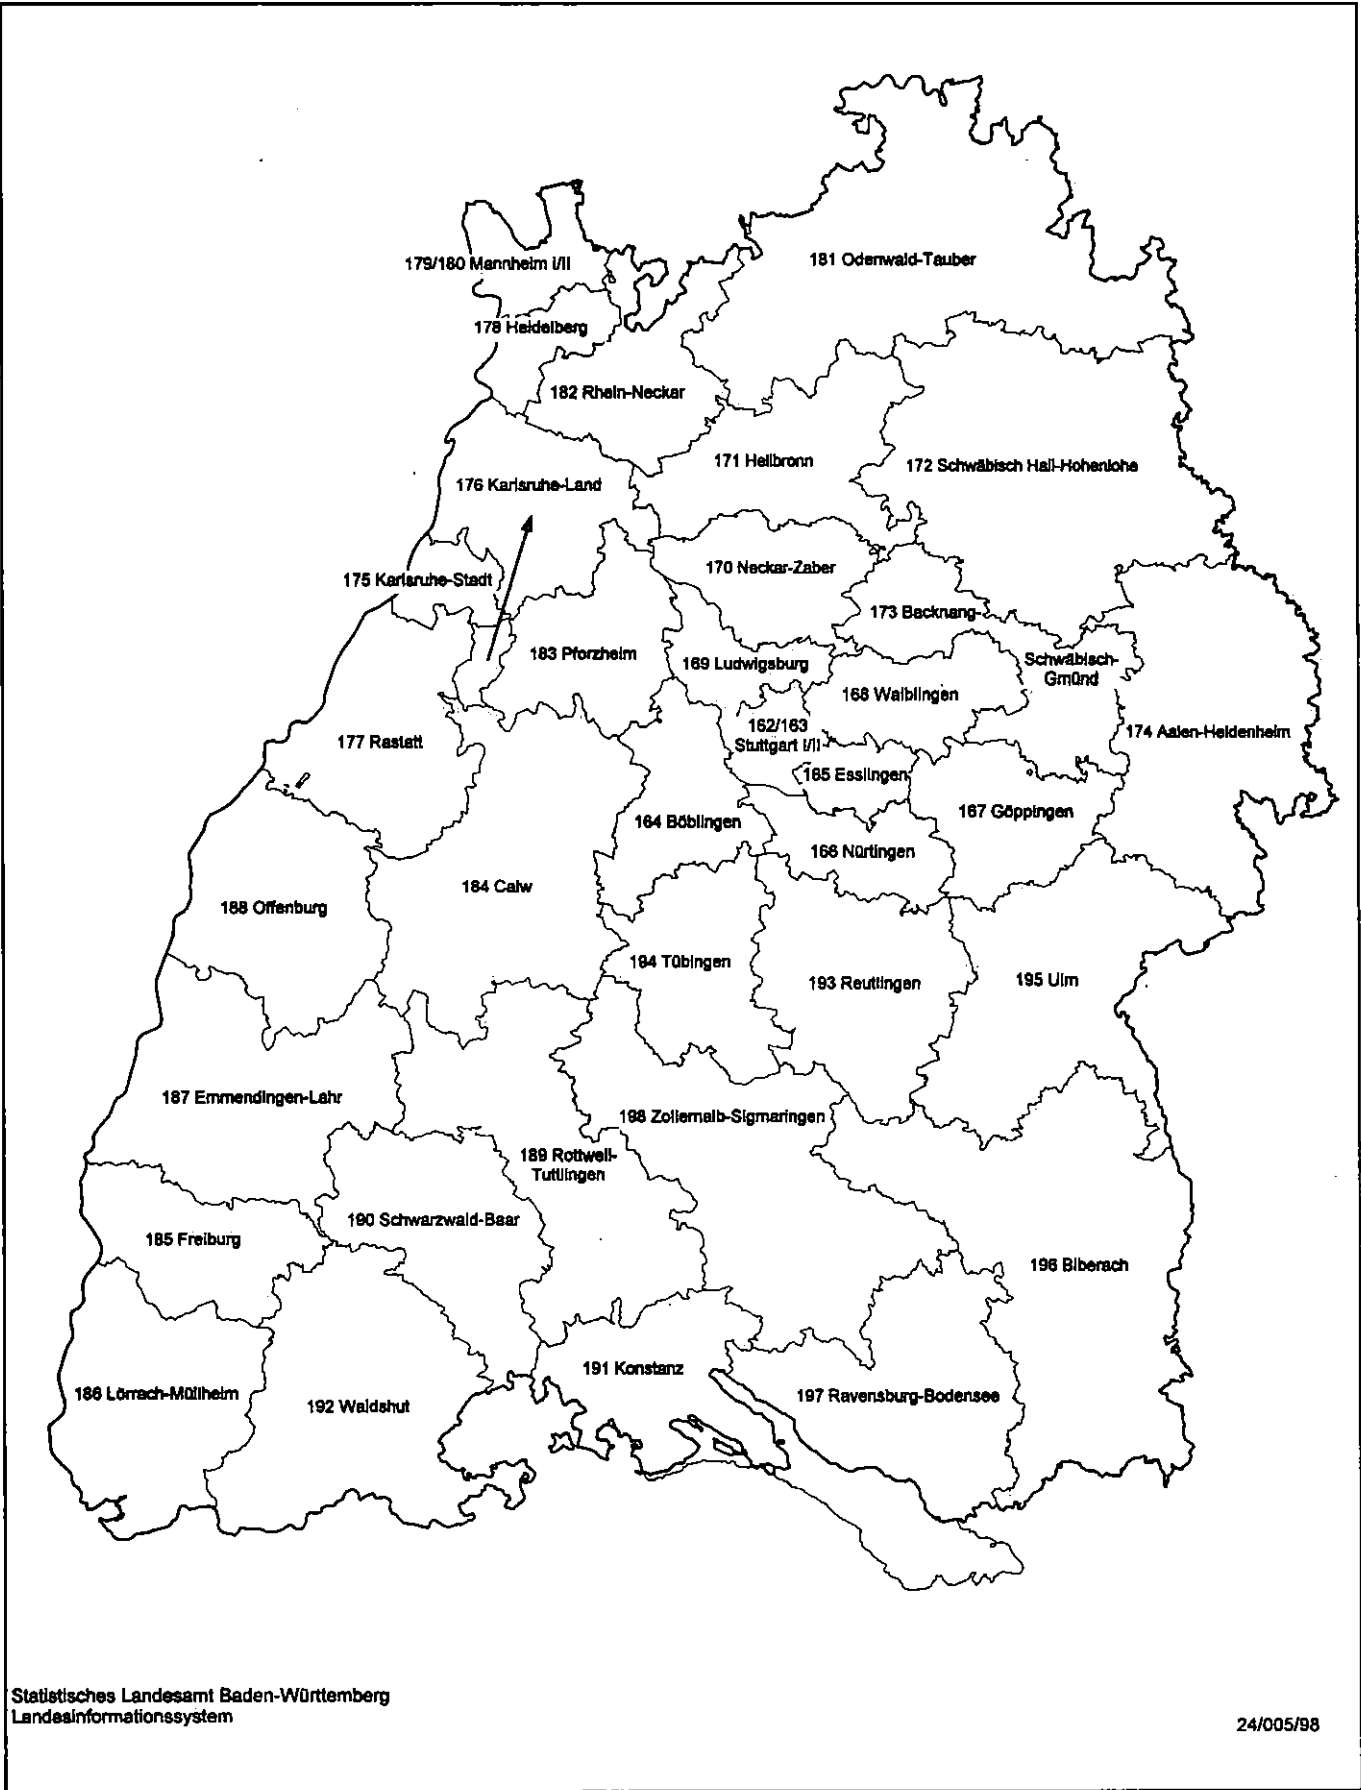 181 Odenwald-Tauber
179/180 Mannheim I/II
178 Heidelberg
182 Rhein-Neckar
171 Heilbronn
172 Schwäbisch Hall-Hohenlohe
176 Karlsruhe-Land
170 Neckar-Zaber
175 Karlsruhe-Stadt
173 Backnang-
Schwäbisch-
Gmünd
183 Pforzheim
169 Ludwigsburg
168 Waiblingen
162/163
Stuttgart I/II
174 Aalen-Heidenheim
177 Rastatt
165 Esslingen
164 Böblingen
167 Göppingen
166 Nürtingen
184 Calw
188 Offenburg
194 Tübingen
193 Reutlingen
195 Ulm
187 Emmendingen-Lahr
198 Zollernalb-Sigmaringen
189 Rottweil-
Tuttlingen
190 Schwarzwald-Baar
185 Freiburg
196 Biberach
191 Konstanz
186 Lörrach-Müllheim
192 Waldshut
197 Ravensburg-Bodensee
Statistisches Landesamt Baden-Württemberg
Landesinformationssystem
24/005/98